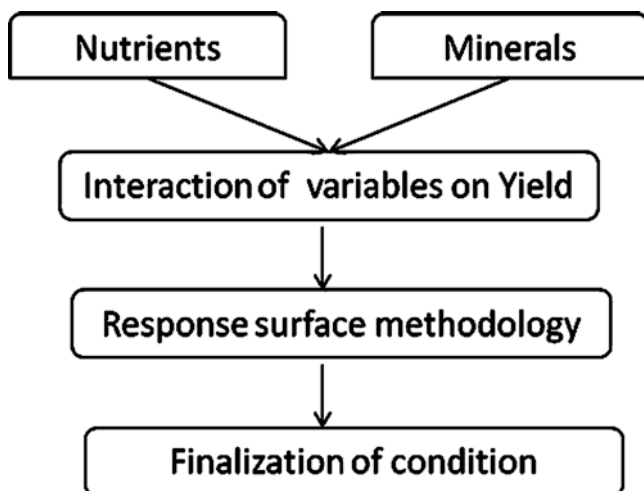 Nutrients
Minerals
Interaction of variables on Yield
Response surface methodology
Finalization of condition